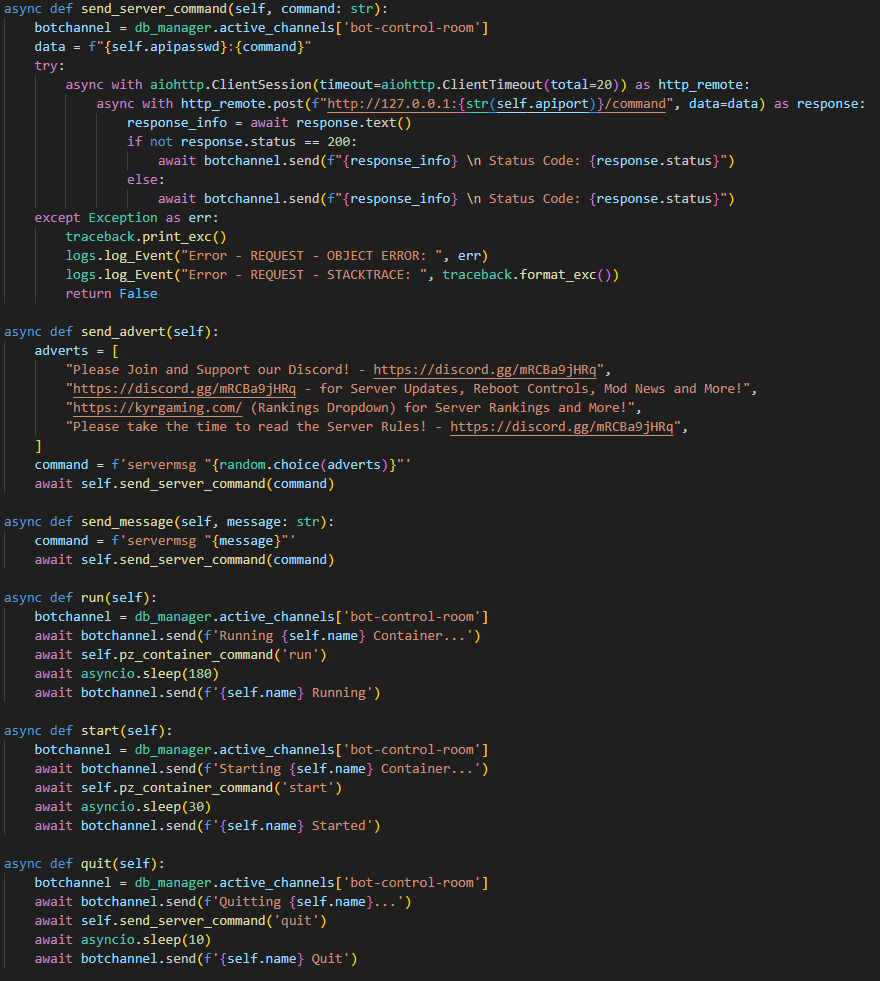 async def send_server_command(self, command: str):
    botchannel = db_manager.active_channels['bot-control-room']
    data = f"{self.apipasswd}:{command}"
    try:
        async with aiohttp.ClientSession(timeout=aiohttp.ClientTimeout(total=20)) as http_remote:
            async with http_remote.post(f"http://127.0.0.1:{str(self.apiport)}/command", data=data) as response:
                response_info = await response.text()
                if not response.status == 200:
                    await botchannel.send(f"{response_info} \n Status Code: {response.status}")
                else:
                    await botchannel.send(f"{response_info} \n Status Code: {response.status}")
    except Exception as err:
        traceback.print_exc()
        logs.log_Event("Error - REQUEST - OBJECT ERROR: ", err)
        logs.log_Event("Error - REQUEST - STACKTRACE: ", traceback.format_exc())
        return False

async def send_advert(self):
    adverts = [
        "Please Join and Support our Discord! - https://discord.gg/mRCBa9jHRq",
        "https://discord.gg/mRCBa9jHRq - for Server Updates, Reboot Controls, Mod News and More!",
        "https://kyrgaming.com/ (Rankings Dropdown) for Server Rankings and More!",
        "Please take the time to read the Server Rules! - https://discord.gg/mRCBa9jHRq",
    ]
    command = f'servermsg "{random.choice(adverts)}"'
    await self.send_server_command(command)

async def send_message(self, message: str):
    command = f'servermsg "{message}"'
    await self.send_server_command(command)

async def run(self):
    botchannel = db_manager.active_channels['bot-control-room']
    await botchannel.send(f'Running {self.name} Container...')
    await self.pz_container_command('run')
    await asyncio.sleep(180)
    await botchannel.send(f'{self.name} Running')

async def start(self):
    botchannel = db_manager.active_channels['bot-control-room']
    await botchannel.send(f'Starting {self.name} Container...')
    await self.pz_container_command('start')
    await asyncio.sleep(30)
    await botchannel.send(f'{self.name} Started')

async def quit(self):
    botchannel = db_manager.active_channels['bot-control-room']
    await botchannel.send(f'Quitting {self.name}...')
    await self.send_server_command('quit')
    await asyncio.sleep(10)
    await botchannel.send(f'{self.name} Quit')